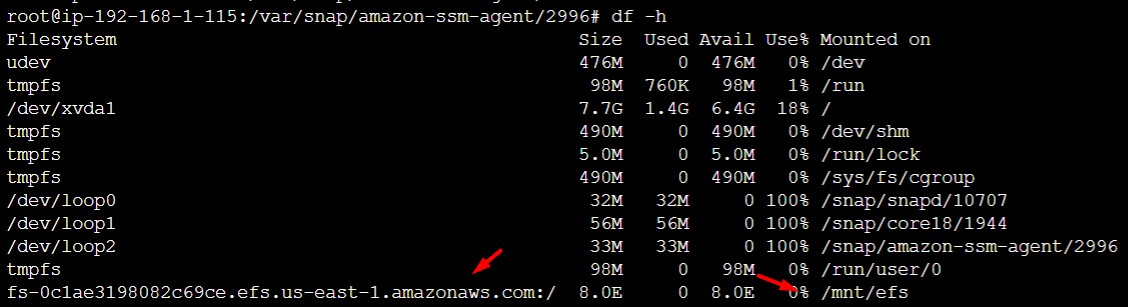 root@ip-192-168-1-115:/var/snap/amazon-ssm-agent/2996# df -h
Filesystem Size Used Avail Use% Mounted on
udev 476M 0 476M 0% /dev
tmpfs 98M 760K 98M 1% /run
/dev/xvda1 7.7G 1.4G 6.4G 18% /
tmpfs 490M 0 490M 0% /dev/shm
tmpfs 5.0M 0 5.0M 0% /run/lock
tmpfs 490M 0 490M 0% /sys/fs/cgroup
/dev/loop0 32M 32M 0 100% /snap/snapd/10707
/dev/loop1 56M 56M 0 100% /snap/core18/1944
/dev/loop2 33M 33M 0 100% /snap/amazon-ssm-agent/2996
tmpfs 98M 0 98M 0% /run/user/0
fs-0c1ae3198082c69ce.efs.us-east-1.amazonaws.com:/ 8.0E 0 8.0E 0% /mnt/efs